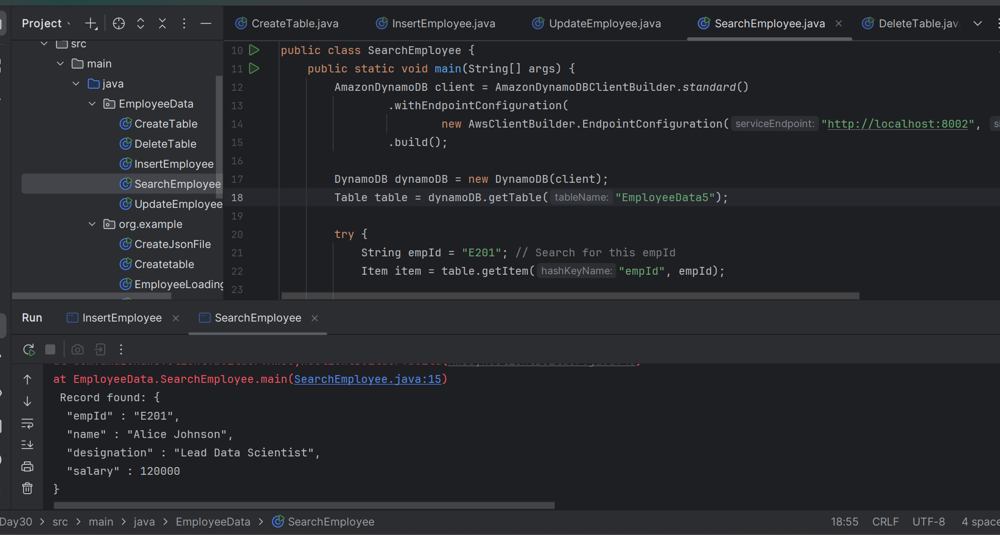 Project
CreateTable.java
InsertEmployee.java
UpdateEmployee.java
SearchEmployee.java
DeleteTable.jav
src
main
java
EmployeeData
CreateTable
DeleteTable
InsertEmployee
SearchEmployee
UpdateEmployee
org.example
CreateJsonFile
Createtable
EmployeeLoading
10 public class SearchEmployee {
11 public static void main(String[] args) {
12 AmazonDynamoDB client = AmazonDynamoDBClientBuilder.standard()
13 .withEndpointConfiguration(
14 new AwsClientBuilder.EndpointConfiguration( serviceEndpoint: "http://localhost:8002", si
15 .build();
16
17 DynamoDB dynamoDB = new DynamoDB(client);
18 Table table = dynamoDB.getTable( tableName: "EmployeeData5");
19
20 try {
21 String empId = "E201"; // Search for this empId
22 Item item = table.getItem( hashKeyName: "empId", empId);
23
Run
InsertEmployee
SearchEmployee
at EmployeeData.SearchEmployee.main(SearchEmployee.java:15)
Record found: {
"empId" : "E201",
"name" : "Alice Johnson",
"designation" : "Lead Data Scientist",
"salary" : 120000
}
Day30 > src > main > java > EmployeeData > SearchEmployee
18:55 CRLF UTF-8 4 space